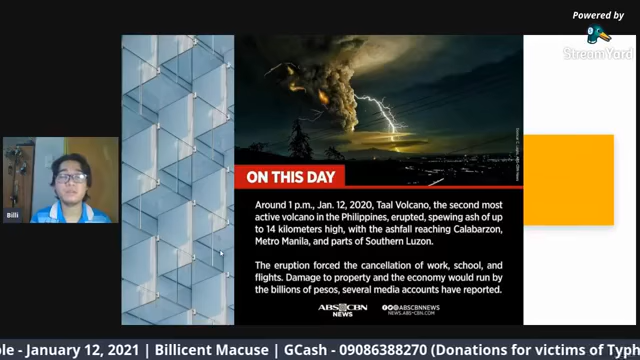 Powered by
StreamYard
ON THIS DAY
Around 1 p.m., Jan. 12, 2020, Taal Volcano, the second most
active volcano in the Philippines, erupted, spewing ash of up
to 14 kilometers high, with the ashfall reaching Calabarzon,
Metro Manila, and parts of Southern Luzon.
The eruption forced the cancellation of work, school, and
flights. Damage to property and the economy would run by
the billions of pesos, several media accounts have reported.
ABS-CBN
NEWS
ABSCBNNEWS
NEWS.ABS-CBN.COM
Billi
ble - January 12, 2021 | Billicent Macuse | GCash - 09086388270 (Donations for victims of Typh